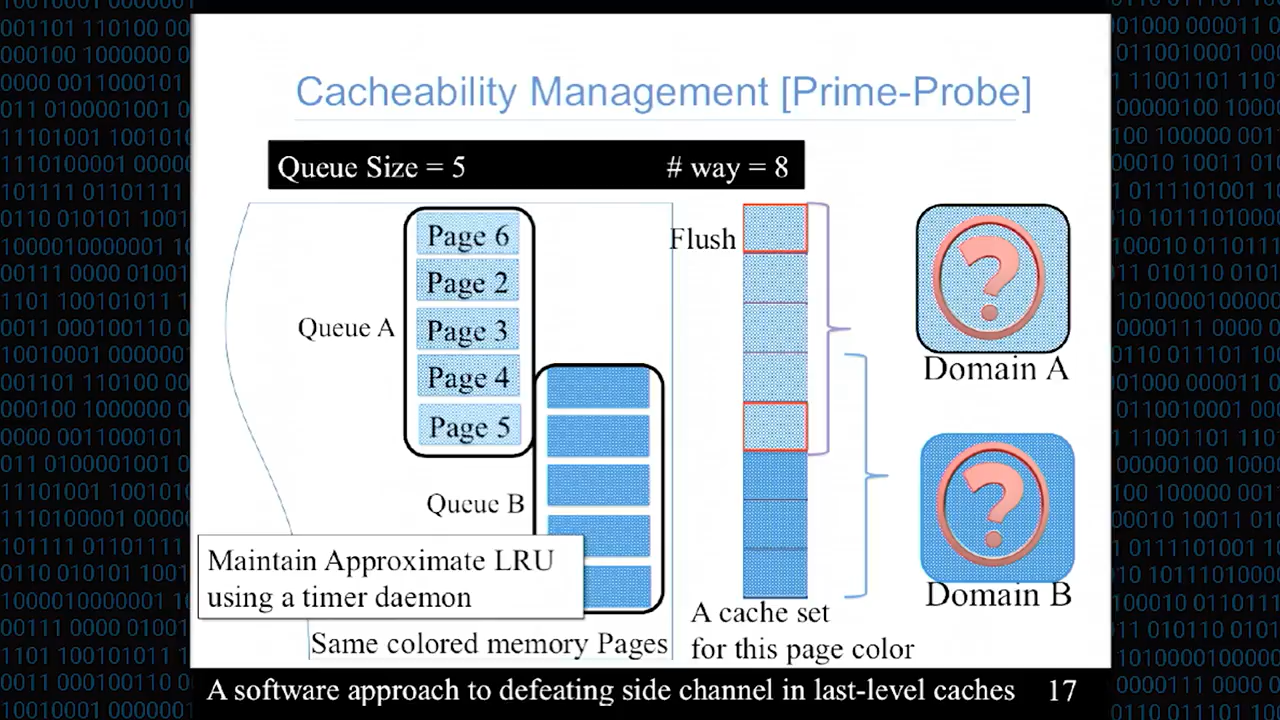 Cacheability Management [Prime-Probe]
Queue Size = 5 # way = 8
Page 6
Page 2
Page 3
Page 4
Page 5
Queue A
Queue B
Flush
Domain A
Domain B
Maintain Approximate LRU
using a timer daemon
Same colored memory Pages
A cache set
for this page color
A software approach to defeating side channel in last-level caches 17